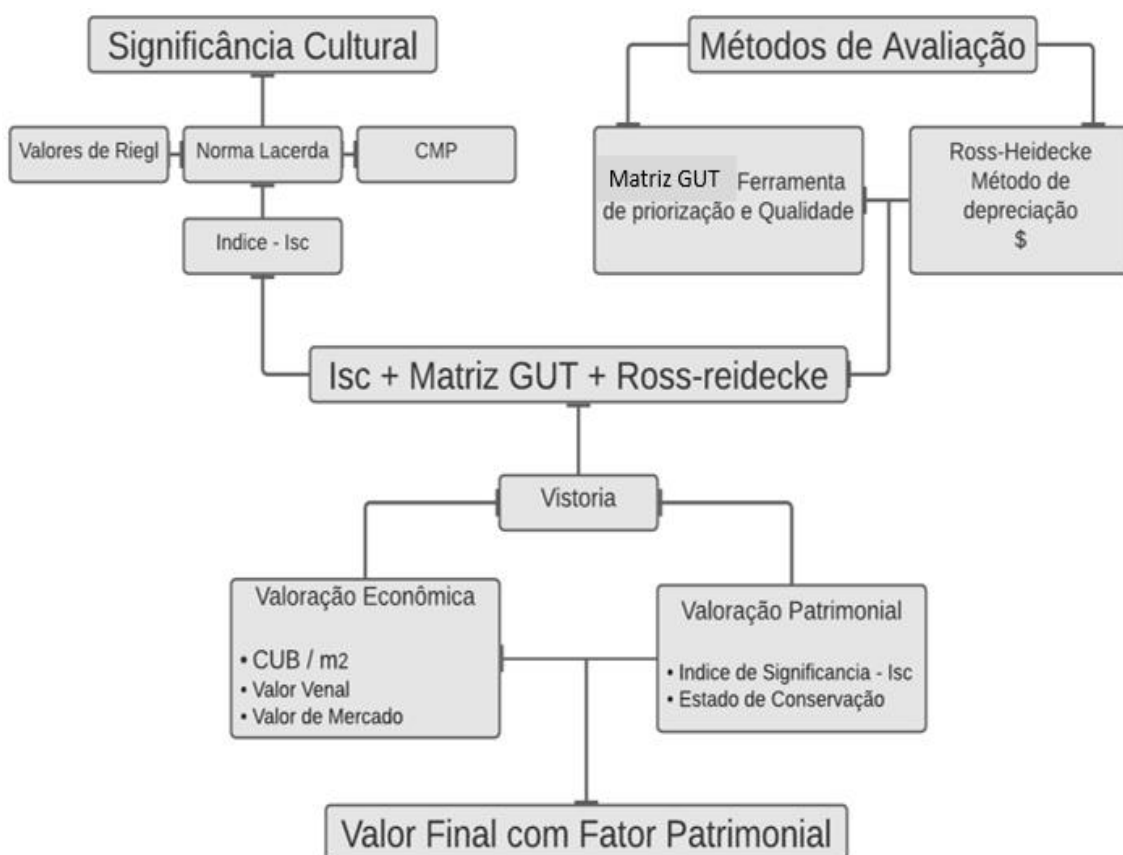 Significância Cultural
Métodos de Avaliação
Valores de Riegl
Norma Lacerda
CMP
Matriz GUT Ferramenta
de priorização e Qualidade
Ross-Heidecke
Método de
depreciação
$
Indice - Isc
Isc + Matriz GUT + Ross-reidecke
Vistoria
Valoração Econômica
• CUB / m2
• Valor Venal
• Valor de Mercado
Valoração Patrimonial
• Indice de Significancia - Isc
• Estado de Conservação
Valor Final com Fator Patrimonial